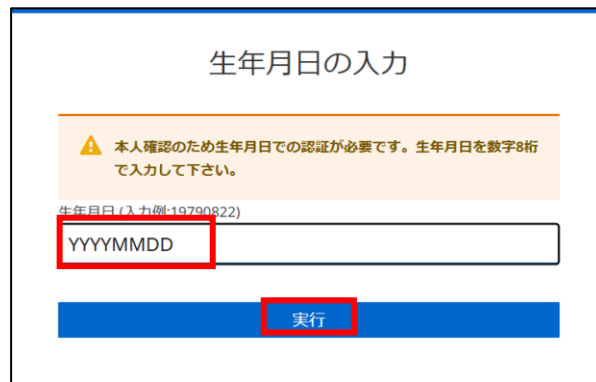 生年月日の入力
本人確認のため生年月日での認証が必要です。生年月日を数字8桁
で入力して下さい。
生年月日 (入力例:19790822)
YYYYMMDD
実行